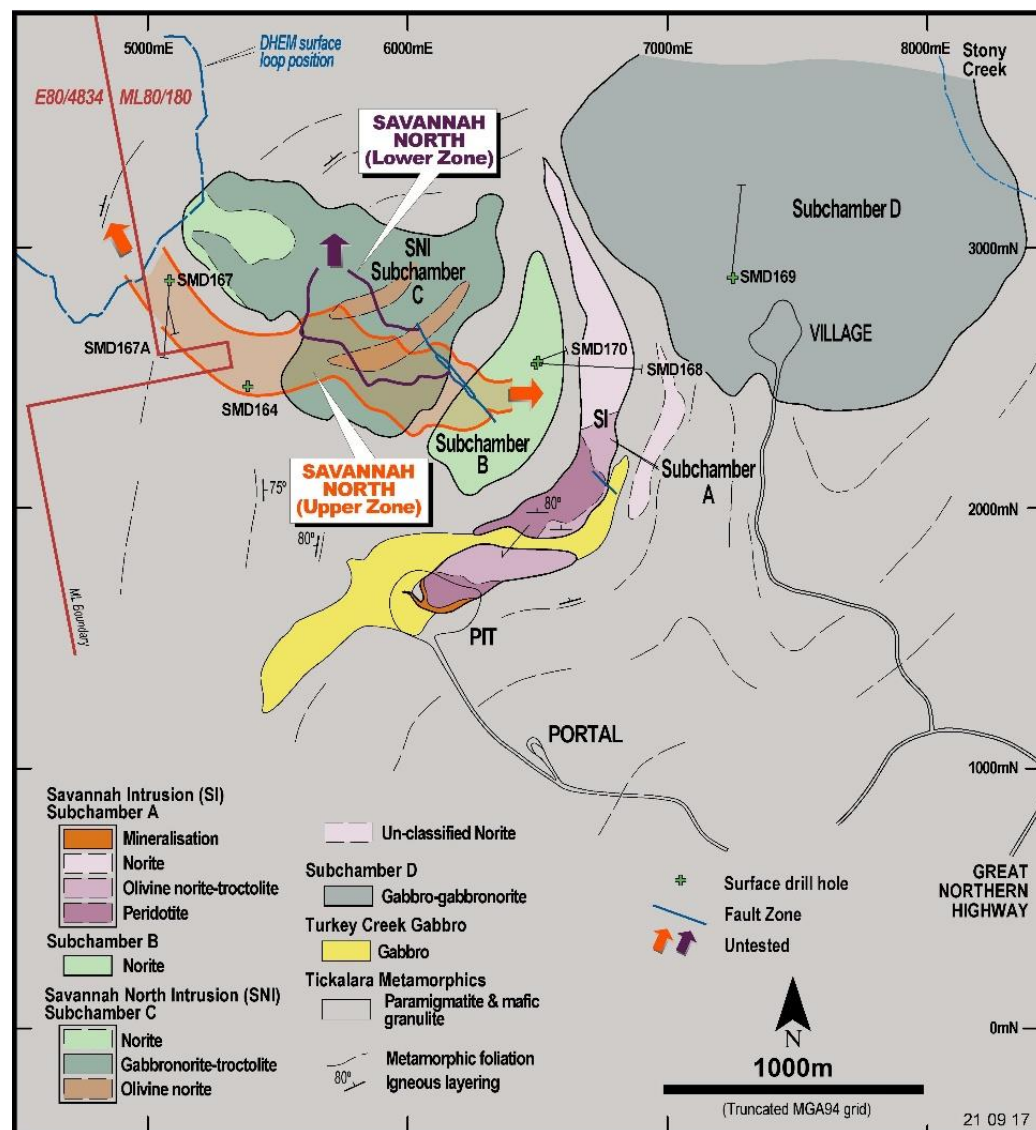 5000mE
6000mE
7000mE
8000mE
Stony
Creek
DHEM surface
loop position
E80/4834
ML80/180
SAVANNAH
NORTH
(Lower Zone)
Subchamber D
SNI
Subchamber
C
3000mN
SMD167
SMD169
VILLAGE
SMD167A
SMD170
SMD168
SMD164
SI
Subchamber
B
Subchamber
A
SAVANNAH
NORTH
(Upper Zone)
75°
80°
80°
2000mN
ML Boundary
PIT
PORTAL
1000mN
Savannah Intrusion (SI)
Subchamber A
Mineralisation
Norite
Olivine norite-troctolite
Peridotite
Subchamber B
Norite
Savannah North Intrusion (SNI)
Subchamber C
Norite
Gabbronorite-troctolite
Olivine norite
Un-classified Norite
Subchamber D
Gabbro-gabbronorite
Turkey Creek Gabbro
Gabbro
Tickalara Metamorphics
Paramigmatite & mafic
granulite
Metamorphic foliation
80°
Igneous layering
Surface drill hole
Fault Zone
Untested
GREAT
NORTHERN
HIGHWAY
0mN
N
1000m
(Truncated MGA94 grid)
21 09 17